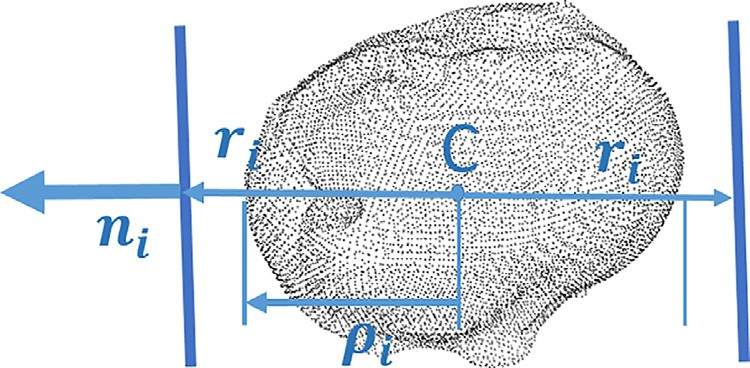 r_i C r_i
n_i
ρ_i